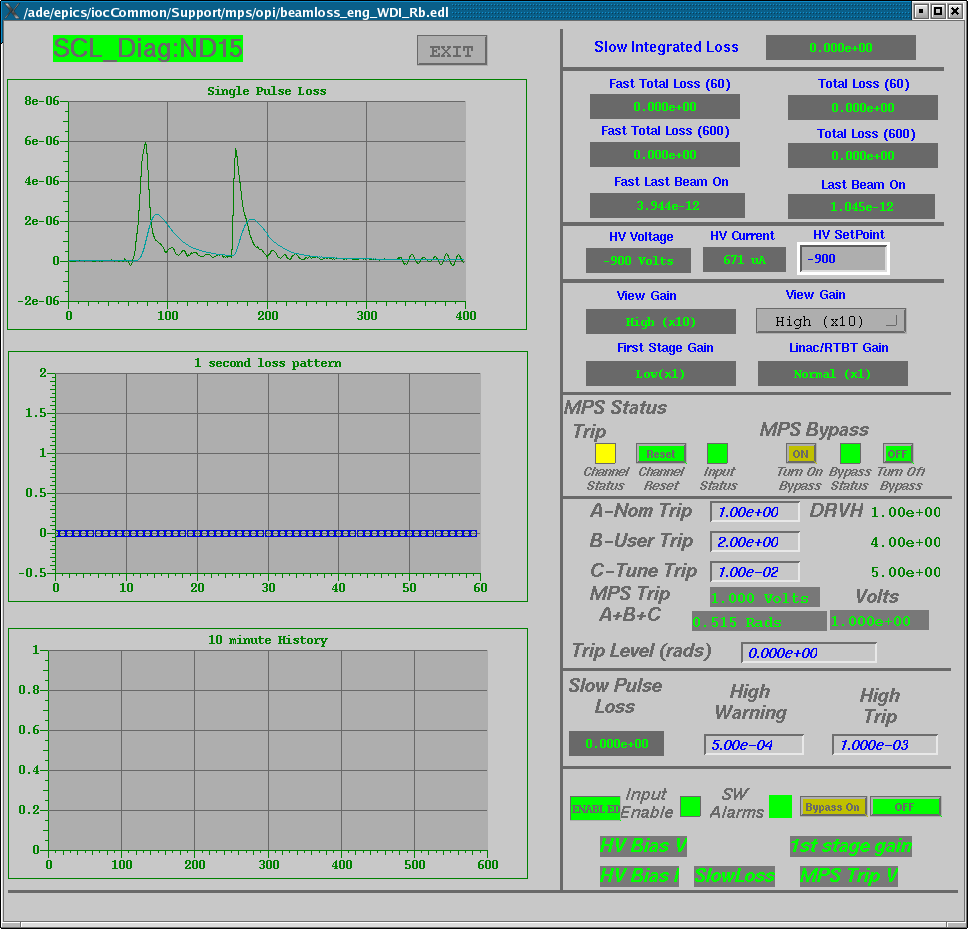 /ade/epics/iocCommon/Support/mps/opi/beamloss_eng_WDI_Rb.edl
SCL_Diag:ND15
EXIT
Single Pulse Loss
8e-06
6e-06
4e-06
2e-06
0
-2e-06
0 100 200 300 400
1 second loss pattern
2
1.5
1
0.5
0
-0.5
0 10 20 30 40 50 60
10 minute History
1
0.8
0.6
0.4
0.2
0
0 100 200 300 400 500 600
Slow Integrated Loss 0.000e+00
Fast Total Loss (60) Total Loss (60)
0.000e+00 0.000e+00
Fast Total Loss (600) Total Loss (600)
0.000e+00 0.000e+00
Fast Last Beam On Last Beam On
3.944e-12 1.045e-12
HV Voltage HV Current HV SetPoint
-900 Volts 671 uA -900
View Gain View Gain
High (x10) High (x10)
First Stage Gain Linac/RTBT Gain
Low(x1) Normal (x1)
MPS Status
Trip MPS Bypass
Reset ON OFF
Channel Channel Input Turn On Bypass Turn Off
Status Reset Status Bypass Status Bypass
A-Nom Trip 1.00e+00 DRVH 1.00e+00
B-User Trip 2.00e+00 4.00e+00
C-Tune Trip 1.00e-02 5.00e+00
MPS Trip 1.000 Volts Volts
A+B+C 0.515 Rads 1.000e+00
Trip Level (rads) 0.000e+00
Slow Pulse High High
Loss Warning Trip
0.000e+00 5.00e-04 1.000e-03
ENABLED Input SW Bypass On OFF
Enable Alarms
HV Bias V 1st stage gain
HV Bias I SlowLoss MPS Trip V